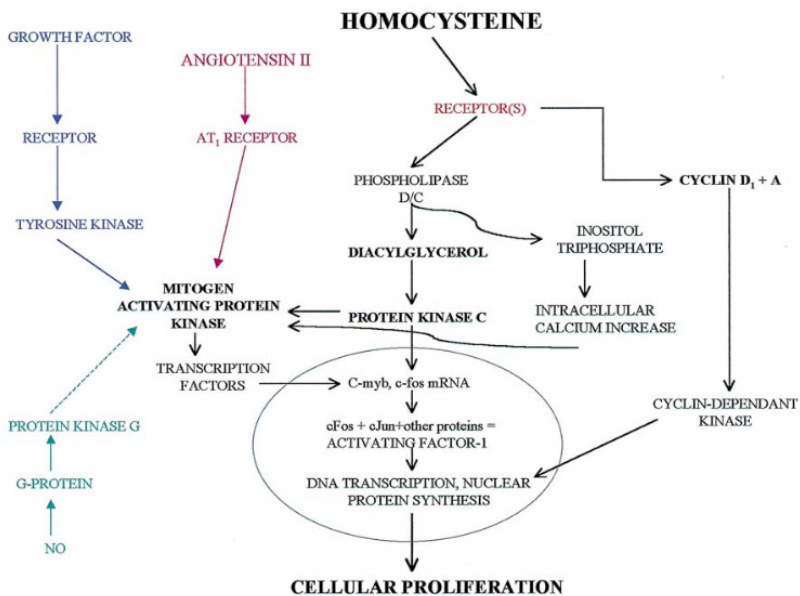 HOMOCYSTEINE
GROWTH FACTOR
ANGIOTENSIN II
RECEPTOR(S)
RECEPTOR
AT₁ RECEPTOR
PHOSPHOLIPASE
D/C
CYCLIN D₁ + A
TYROSINE KINASE
INOSITOL
TRIPHOSPHATE
DIACYLGLYCEROL
MITOGEN
ACTIVATING PROTEIN
KINASE
PROTEIN KINASE C
INTRACELLULAR
CALCIUM INCREASE
TRANSCRIPTION
FACTORS
C-myb, c-fos mRNA
CYCLIN-DEPENDANT
KINASE
PROTEIN KINASE G
cFos + cJun+other proteins =
ACTIVATING FACTOR-1
G-PROTEIN
DNA TRANSCRIPTION, NUCLEAR
PROTEIN SYNTHESIS
NO
CELLULAR PROLIFERATION